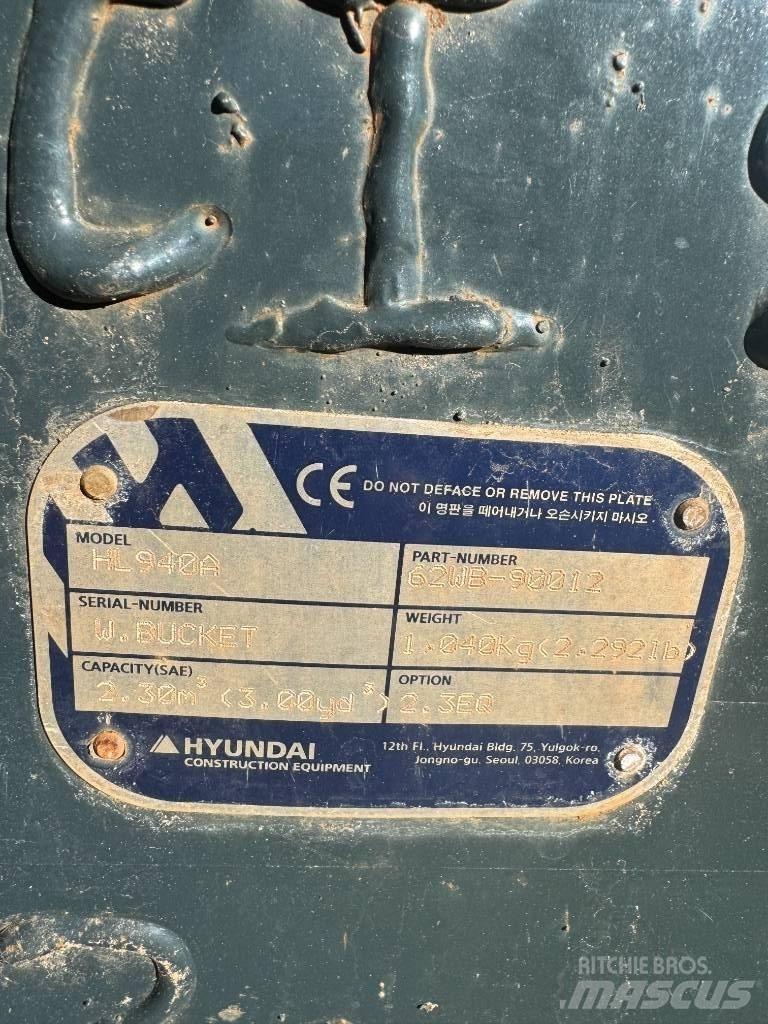 CE DO NOT DEFACE OR REMOVE THIS PLATE
이 명판을 떼어내거나 오손시키지 마시오.
MODEL
HL940A
PART-NUMBER
62WB-90012
SERIAL-NUMBER
W.BUCKET
WEIGHT
1.040Kg(2.292lb)
CAPACITY(SAE)
2.30m³ (3.00yd³)
OPTION
2.3EQ
HYUNDAI
CONSTRUCTION EQUIPMENT
12th Fl., Hyundai Bldg. 75, Yulgok-ro,
Jongno-gu. Seoul, 03058, Korea
RITCHIE BROS.
MASCUS